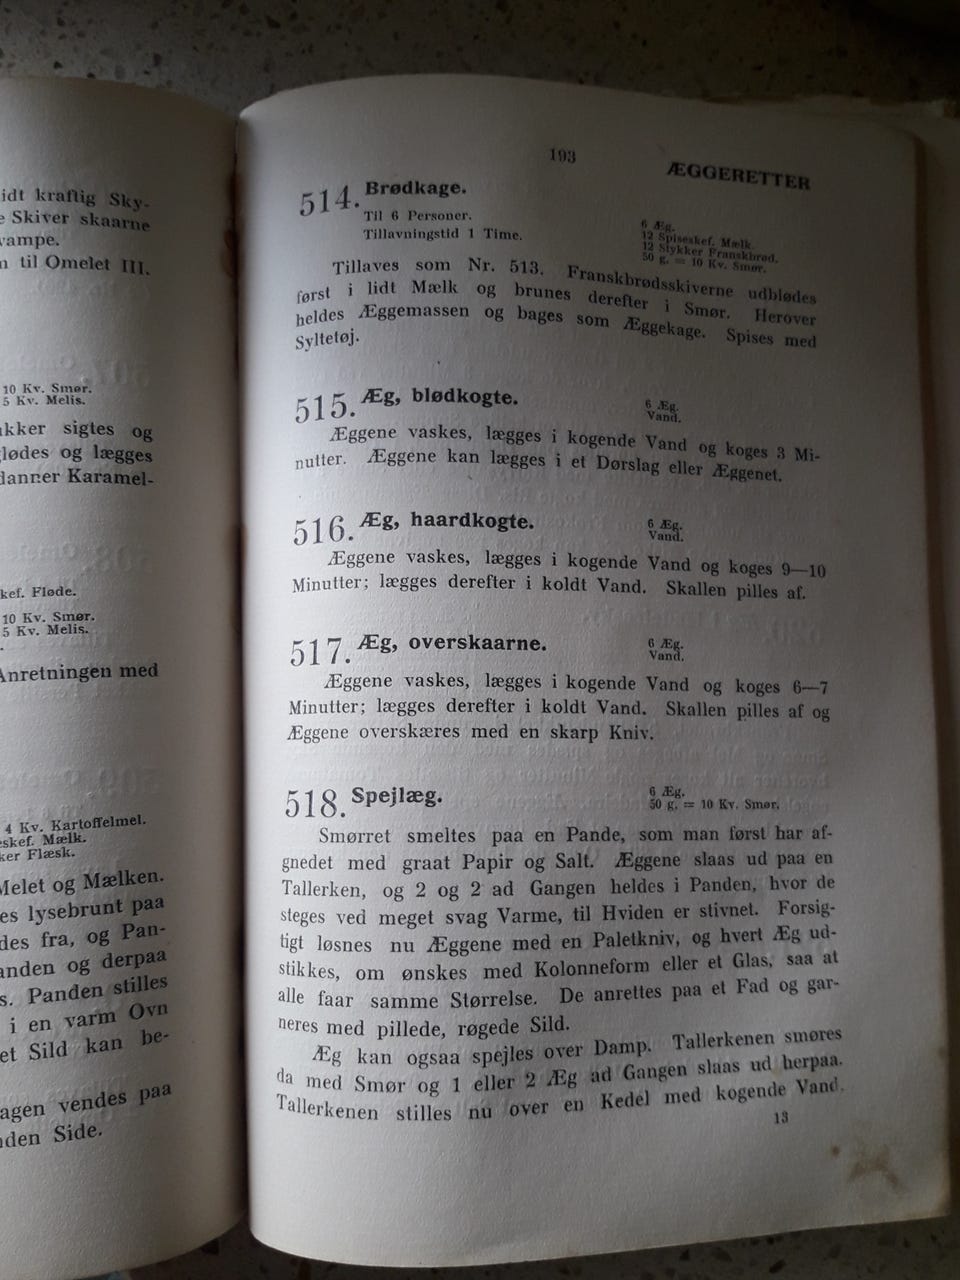 idt kraftig Sky-
e Skiver skaarne
vampe.
n til Omelet III.
10 Kv. Smør.
5 Kv. Melis.
ukker sigtes og
glødes og lægges
danner Karamel-
kef. Fløde.
10 Kv. Smør.
5 Kv. Melis.
Anretningen med
4 Kv. Kartoffelmel.
eskef. Mælk.
ker Flæsk.
Melet og Mælken.
es lysebrunt paa
des fra, og Pan-
anden og derpaa
s. Panden stilles
i en varm Ovn
et Sild kan be-
agen vendes paa
nden Side.
193
ÆGGERETTER
514. Brødkage.
Til 6 Personer.
Tillavningstid 1 Time.
6 Æg.
12 Spiseskef. Mælk.
12 Stykker Franskbrød.
50 g. = 10 Kv. Smør.
Tillaves som Nr. 513. Franskbrødsskiverne udblødes
først i lidt Mælk og brunes derefter i Smør. Herover
heldes Æggemassen og bages som Æggekage. Spises med
Syltetøj.
515. Æg, blødkogte.
6 Æg.
Vand.
Æggene vaskes, lægges i kogende Vand og koges 3 Mi-
nutter. Æggene kan lægges i et Dørslag eller Æggenet.
516. Æg, haardkogte.
6 Æg.
Vand.
Æggene vaskes, lægges i kogende Vand og koges 9—10
Minutter; lægges derefter i koldt Vand. Skallen pilles af.
517. Æg, overskaarne.
6 Æg.
Vand.
Æggene vaskes, lægges i kogende Vand og koges 6—7
Minutter; lægges derefter i koldt Vand. Skallen pilles af og
Æggene overskæres med en skarp Kniv.
518. Spejlæg.
6 Æg.
50 g. = 10 Kv. Smør.
Smørret smeltes paa en Pande, som man først har af-
gnedet med graat Papir og Salt. Æggene slaas ud paa en
Tallerken, og 2 og 2 ad Gangen heldes i Panden, hvor de
steges ved meget svag Varme, til Hviden er stivnet. Forsig-
tigt løsnes nu Æggene med en Paletkniv, og hvert Æg ud-
stikkes, om ønskes med Kolonneform eller et Glas, saa at
alle faar samme Størrelse. De anrettes paa et Fad og gar-
neres med pillede, røgede Sild.
Æg kan ogsaa spejles over Damp. Tallerkenen smøres
da med Smør og 1 eller 2 Æg ad Gangen slaas ud herpaa.
Tallerkenen stilles nu over en Kedel med kogende Vand.
13